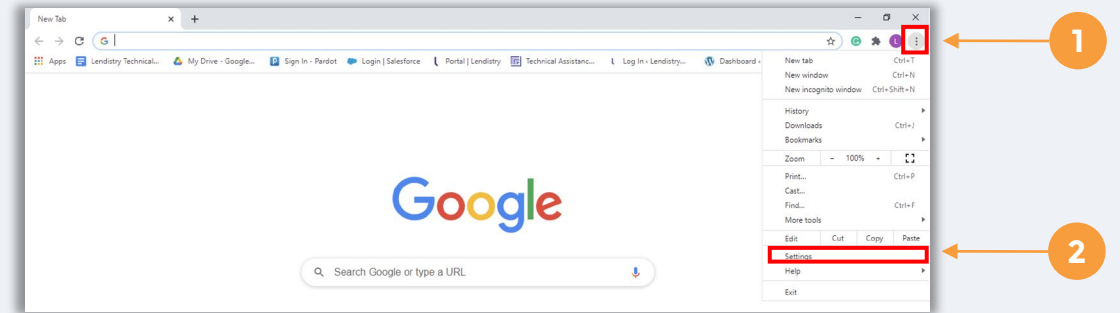 New Tab
Apps Lendistry Technical... My Drive - Google... Sign In - Pardot Login | Salesforce Portal | Lendistry Technical Assistanc... Log In ‹ Lendistry... Dashboard ‹
New tab Ctrl+T
New window Ctrl+N
New incognito window Ctrl+Shift+N
History
Downloads Ctrl+J
Bookmarks
Zoom - 100% +
Print... Ctrl+P
Cast...
Find... Ctrl+F
More tools
Edit Cut Copy Paste
Settings
Help
Exit
Google
Search Google or type a URL
1
2